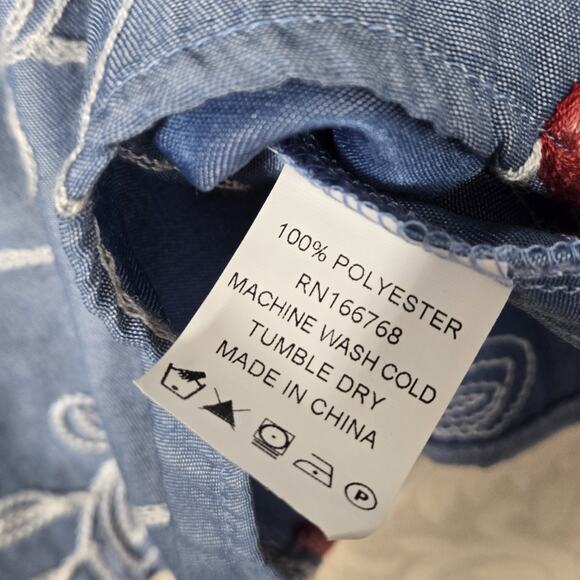 100% POLYESTER
RN166768
MACHINE WASH COLD
TUMBLE DRY
MADE IN CHINA
P